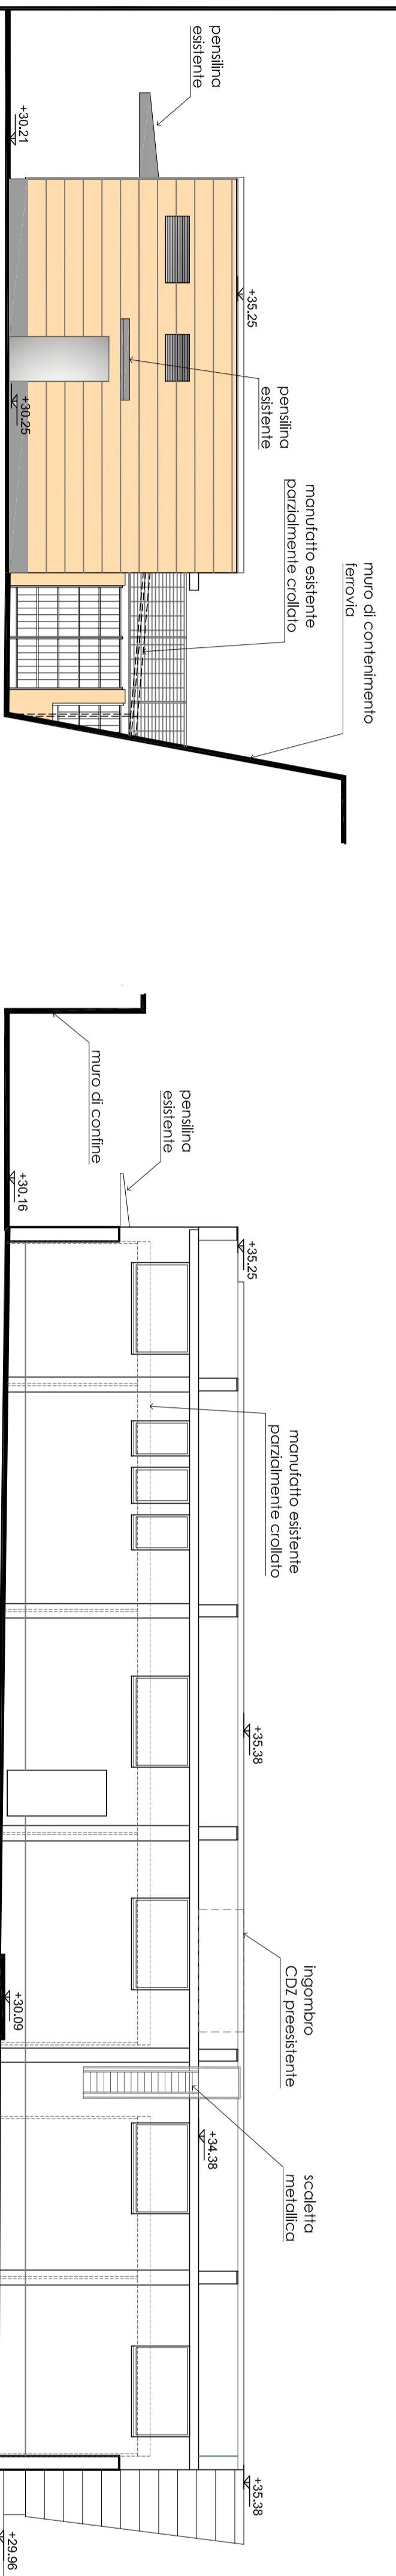 pensilina
esistente
+30.21
+35.25
pensilina
esistente
+30.25
manufatto esistente
parzialmente crollato
muro di contenimento
ferrovia
muro di confine
pensilina
esistente
+30.16
+35.25
manufatto esistente
parzialmente crollato
+35.38
ingombro
CDZ preesistente
+30.09
+34.38
scaletta
metallica
+35.38
+29.96